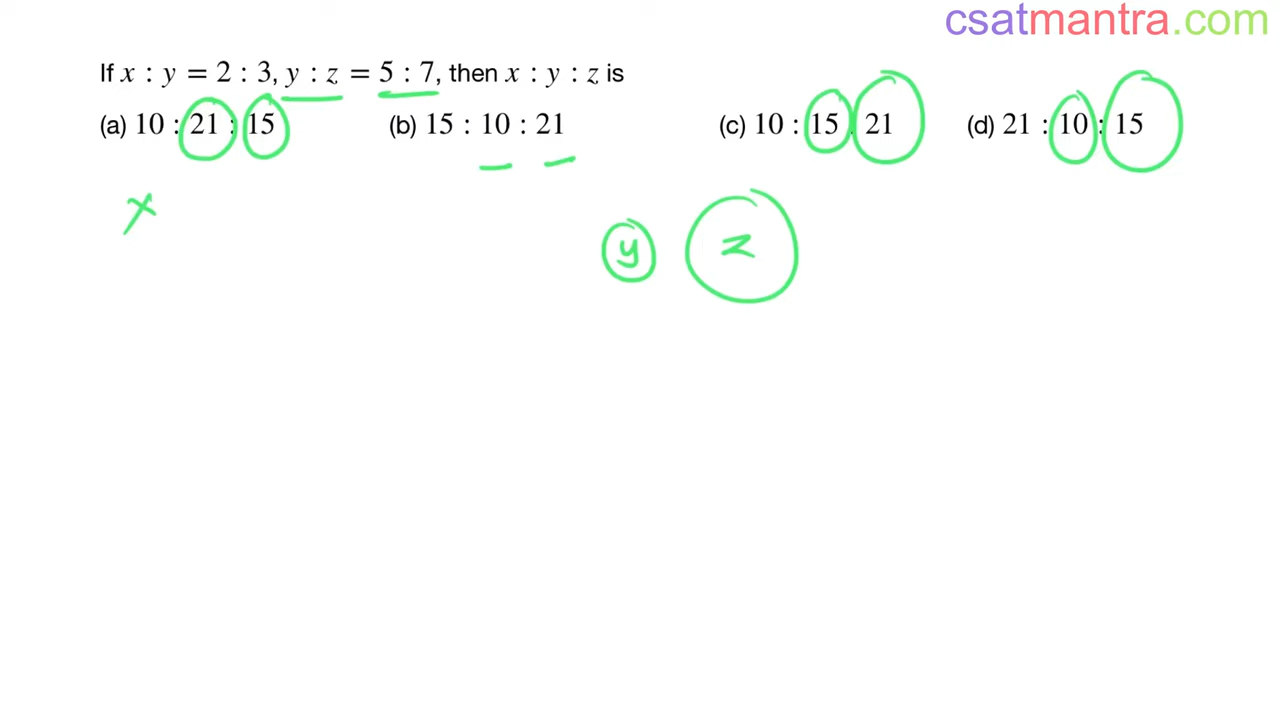 csatmantra.com
If x : y = 2 : 3, y : z = 5 : 7, then x : y : z is
(a) 10 : 21 : 15 (b) 15 : 10 : 21 (c) 10 : 15 : 21 (d) 21 : 10 : 15
x
y z